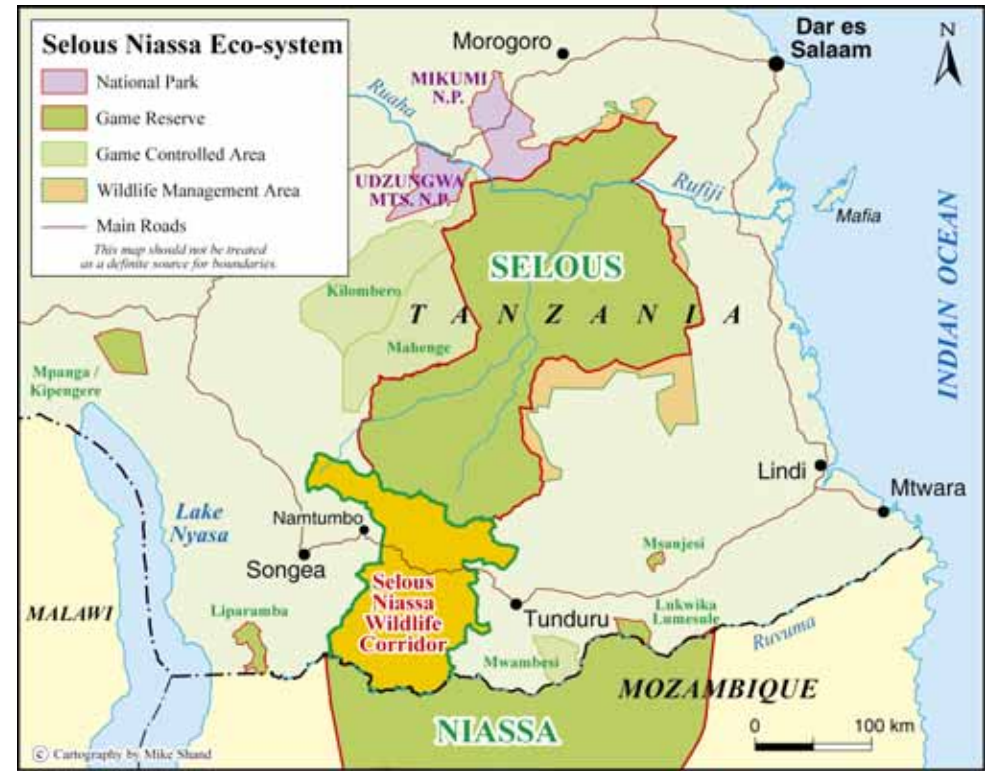 Selous Niassa Eco-system
National Park
Game Reserve
Game Controlled Area
Wildlife Management Area
Main Roads
This map should not be treated
as a definite source for boundaries.
Morogoro
Dar es
Salaam
N
MIKUMI
N.P.
Ruaha
UDZUNGWA
MTS. N.P.
Rufiji
Mafia
INDIAN OCEAN
SELOUS
Kilombero
TANZANIA
Mahenge
Mpanga /
Kipengere
Lindi
Mtwara
Lake
Nyasa
Namtumbo
Songea
Msanjesi
Selous
Niassa
Wildlife
Corridor
MALAWI
Liparamba
Tunduru
Lukwika
Lumesule
Ruvuma
Mwambesi
MOZAMBIQUE
NIASSA
0 100 km
c Cartography by Mike Shand